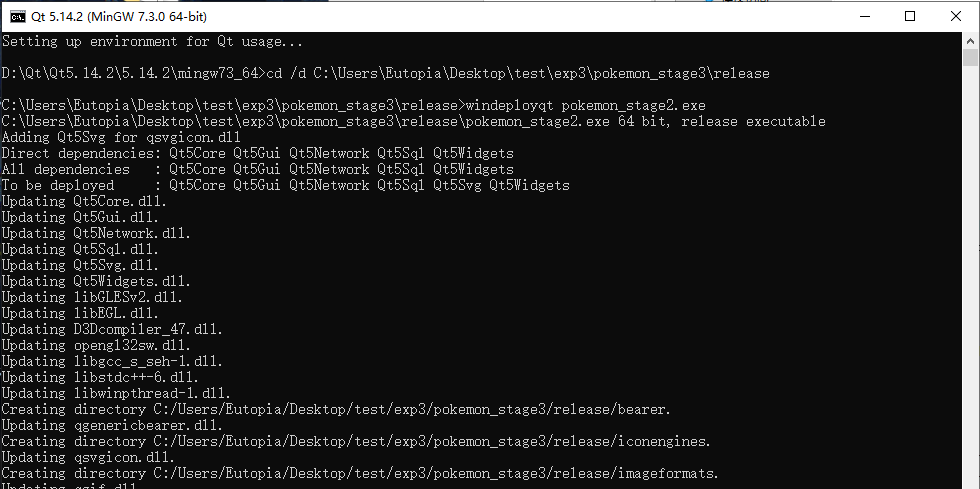 Qt 5.14.2 (MinGW 7.3.0 64-bit)
Setting up environment for Qt usage...
D:\Qt\Qt5.14.2\5.14.2\mingw73_64>cd /d C:\Users\Eutopia\Desktop\test\exp3\pokemon_stage3\release
C:\Users\Eutopia\Desktop\test\exp3\pokemon_stage3\release>windeployqt pokemon_stage2.exe
C:\Users\Eutopia\Desktop\test\exp3\pokemon_stage3\release\pokemon_stage2.exe 64 bit, release executable
Adding Qt5Svg for qsvgicon.dll
Direct dependencies: Qt5Core Qt5Gui Qt5Network Qt5Sql Qt5Widgets
All dependencies   : Qt5Core Qt5Gui Qt5Network Qt5Sql Qt5Widgets
To be deployed     : Qt5Core Qt5Gui Qt5Network Qt5Sql Qt5Svg Qt5Widgets
Updating Qt5Core.dll.
Updating Qt5Gui.dll.
Updating Qt5Network.dll.
Updating Qt5Sql.dll.
Updating Qt5Svg.dll.
Updating Qt5Widgets.dll.
Updating libGLESv2.dll.
Updating libEGL.dll.
Updating D3Dcompiler_47.dll.
Updating opengl32sw.dll.
Updating libgcc_s_seh-1.dll.
Updating libstdc++-6.dll.
Updating libwinpthread-1.dll.
Creating directory C:/Users/Eutopia/Desktop/test/exp3/pokemon_stage3/release/bearer.
Updating qgenericbearer.dll.
Creating directory C:/Users/Eutopia/Desktop/test/exp3/pokemon_stage3/release/iconengines.
Updating qsvgicon.dll.
Creating directory C:/Users/Eutopia/Desktop/test/exp3/pokemon_stage3/release/imageformats.